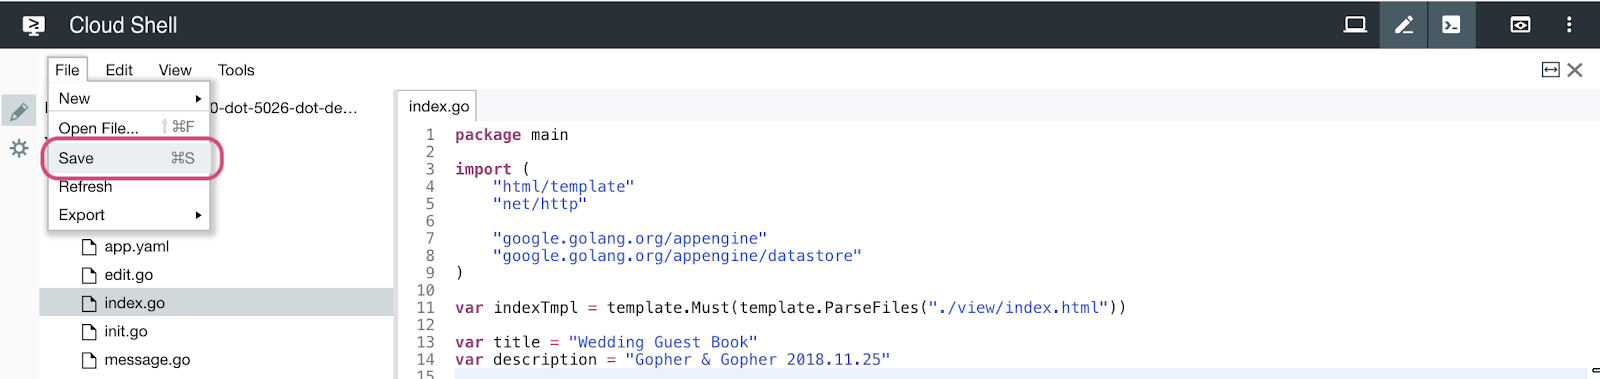 Cloud Shell
File Edit View Tools
New
Open File... ⇧⌘F
Save ⌘S
Refresh
Export
0-dot-5026-dot-de...
app.yaml
edit.go
index.go
init.go
message.go
index.go
1 package main
2
3 import (
4 "html/template"
5 "net/http"
6
7 "google.golang.org/appengine"
8 "google.golang.org/appengine/datastore"
9 )
10
11 var indexTmpl = template.Must(template.ParseFiles("./view/index.html"))
12
13 var title = "Wedding Guest Book"
14 var description = "Gopher & Gopher 2018.11.25"
15